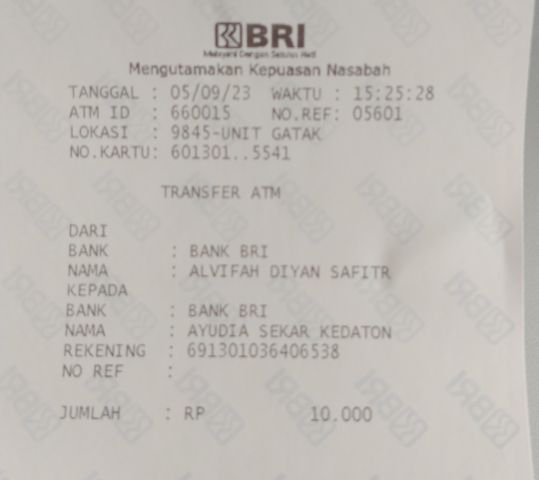 BRI
Melayani Dengan Setulus Hati
Mengutamakan Kepuasan Nasabah
TANGGAL : 05/09/23 WAKTU : 15:25:28
ATM ID : 660015 NO.REF: 05601
LOKASI : 9845-UNIT GATAK
NO.KARTU: 601301..5541
TRANSFER ATM
DARI
BANK : BANK BRI
NAMA : ALVIFAH DIYAN SAFITR
KEPADA
BANK : BANK BRI
NAMA : AYUDIA SEKAR KEDATON
REKENING : 691301036406538
NO REF :
JUMLAH : RP 10.000